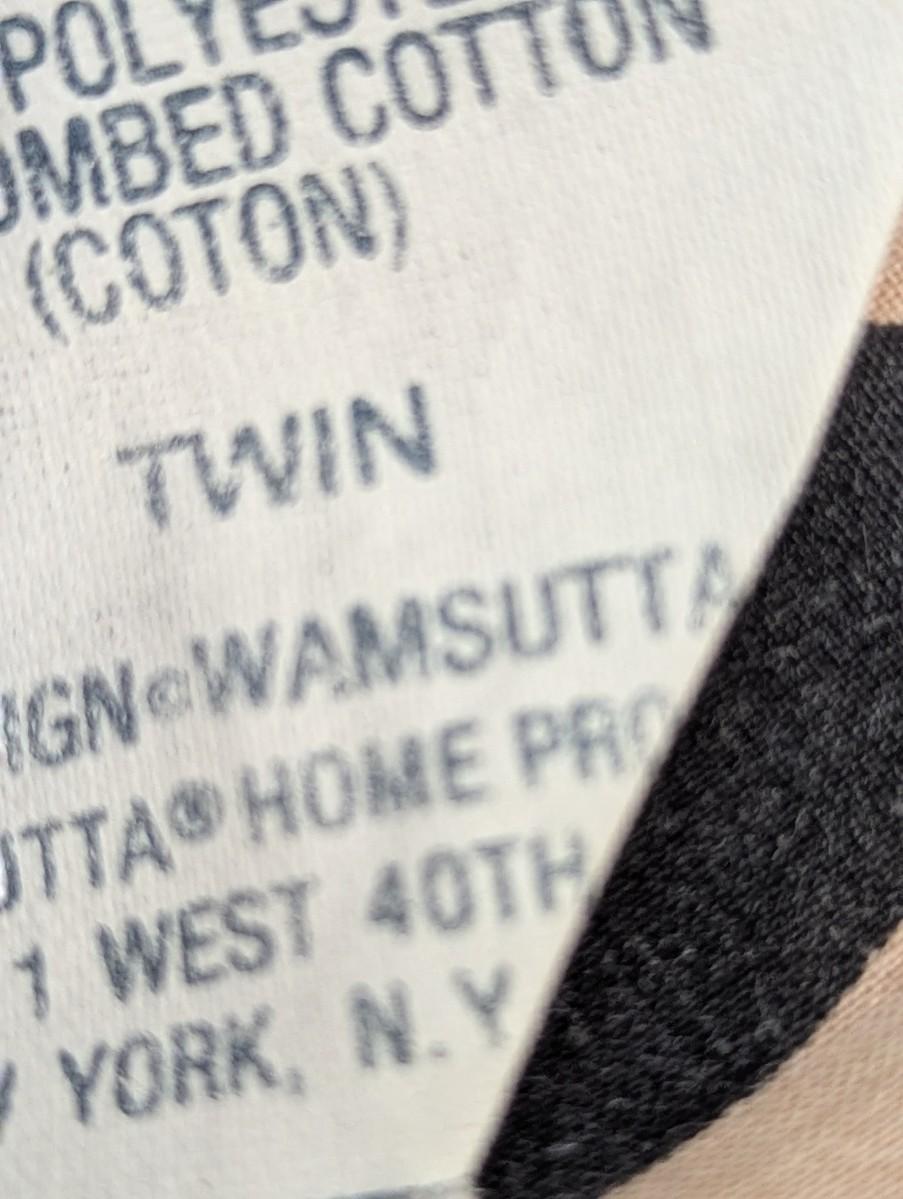 POLYESTE
OMBED COTTON
(COTON)
TWIN
IGN©WAMSUTTA
UTTA®HOME PRO
1 WEST 40TH
YORK, N.Y